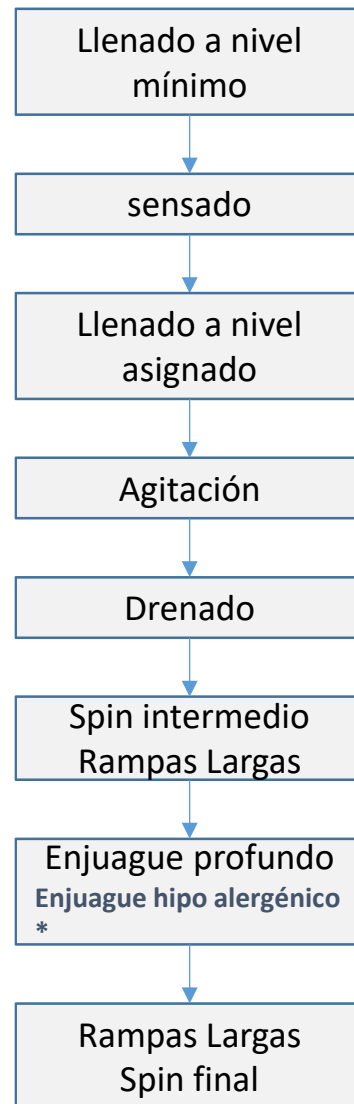 Llenado a nivel
mínimo
sensado
Llenado a nivel
asignado
Agitación
Drenado
Spin intermedio
Rampas Largas
Enjuague profundo
Enjuague hipo alergénico
*
Rampas Largas
Spin final